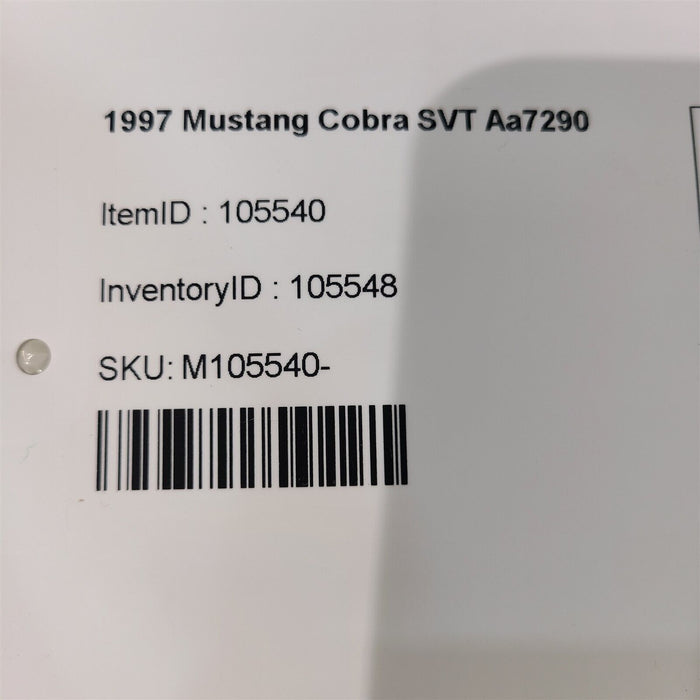 1997 Mustang Cobra SVT Aa7290
ItemID : 105540
InventoryID : 105548
SKU: M105540-